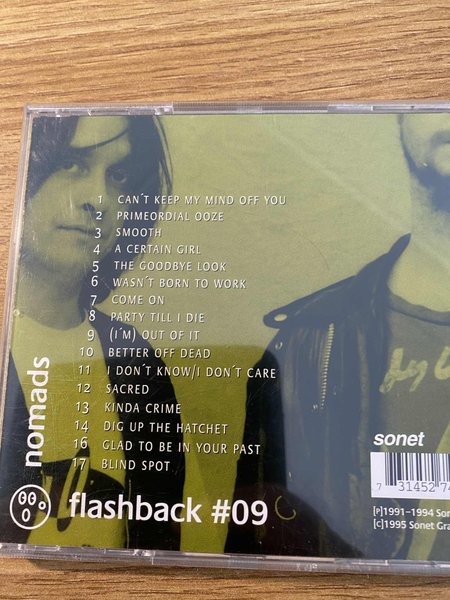 1 CAN´T KEEP MY MIND OFF YOU
2 PRIMEORDIAL OOZE
3 SMOOTH
4 A CERTAIN GIRL
5 THE GOODBYE LOOK
6 WASN´T BORN TO WORK
7 COME ON
8 PARTY TILL I DIE
9 (I´M) OUT OF IT
10 BETTER OFF DEAD
11 I DON´T KNOW/I DON´T CARE
12 SACRED
13 KINDA CRIME
14 DIG UP THE HATCHET
16 GLAD TO BE IN YOUR PAST
17 BLIND SPOT
nomads
flashback #09
sonet
7 31452 74
[P]1991-1994 Son
[C]1995 Sonet Gra